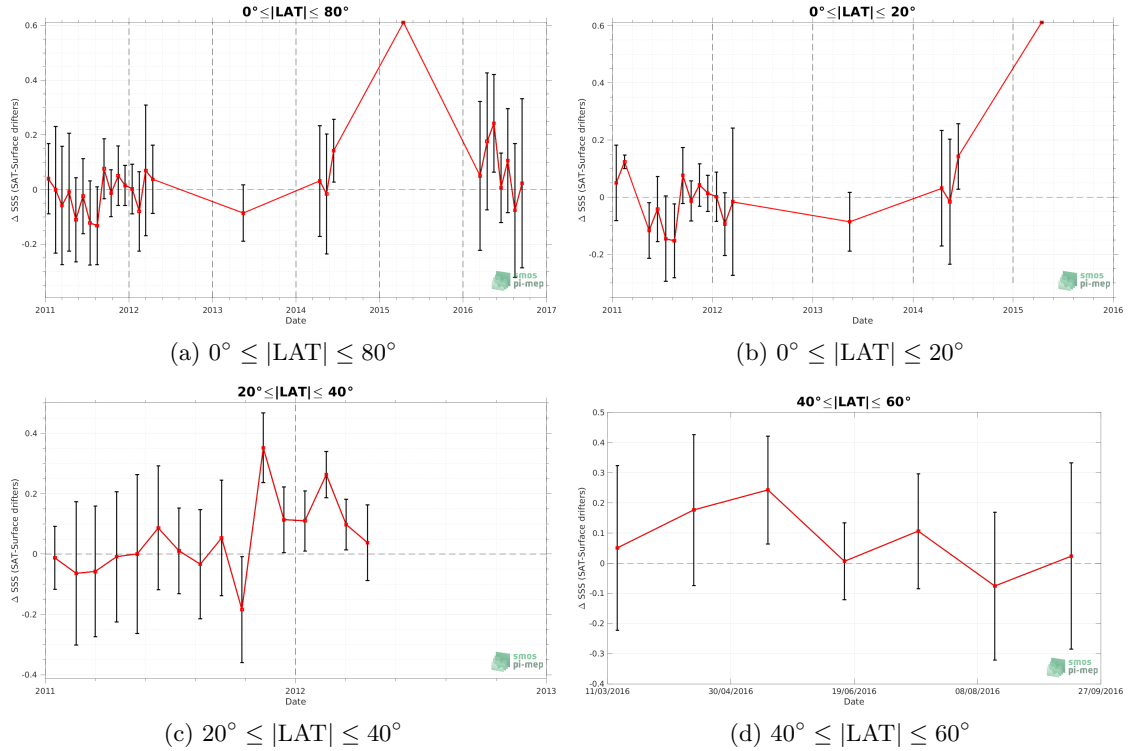 0°≤|LAT|≤ 80°
0.6
0.4
0.2
0
-0.2
Δ SSS (SAT-Surface drifters)
2011
2012
2013
2014
2015
2016
2017
Date
smos
pi-mep
(a) 0° ≤ |LAT| ≤ 80°
0°≤|LAT|≤ 20°
0.6
0.4
0.2
0
-0.2
Δ SSS (SAT-Surface drifters)
2011
2012
2013
2014
2015
2016
Date
smos
pi-mep
(b) 0° ≤ |LAT| ≤ 20°
20°≤|LAT|≤ 40°
0.4
0.2
0
-0.2
-0.4
Δ SSS (SAT-Surface drifters)
2011
2012
2013
Date
smos
pi-mep
(c) 20° ≤ |LAT| ≤ 40°
40°≤|LAT|≤ 60°
0.5
0.4
0.3
0.2
0.1
0
-0.1
-0.2
-0.3
-0.4
Δ SSS (SAT-Surface drifters)
11/03/2016
30/04/2016
19/06/2016
08/08/2016
27/09/2016
Date
smos
pi-mep
(d) 40° ≤ |LAT| ≤ 60°